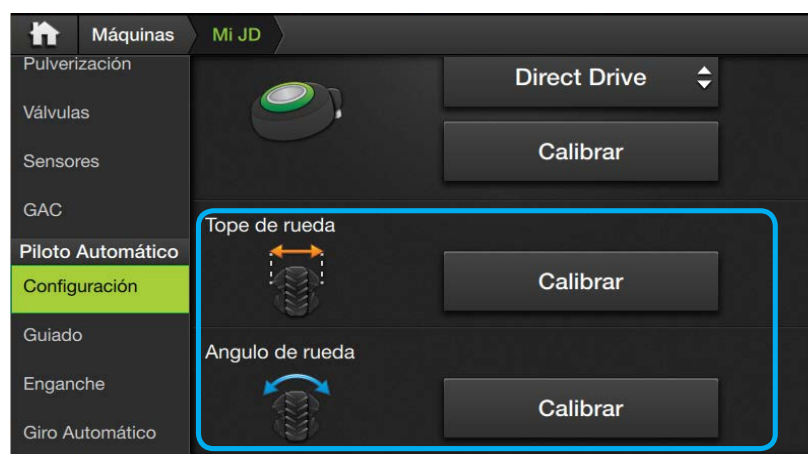 Máquinas
Mi JD
Pulverización
Válvulas
Sensores
GAC
Piloto Automático
Configuración
Guiado
Enganche
Giro Automático
Direct Drive
Calibrar
Tope de rueda
Calibrar
Angulo de rueda
Calibrar